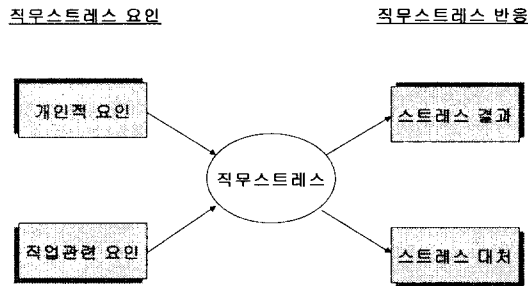 직무스트레스 요인 직무스트레스 반응
개인적 요인 스트레스 결과
직무스트레스
직업관련 요인 스트레스 대처